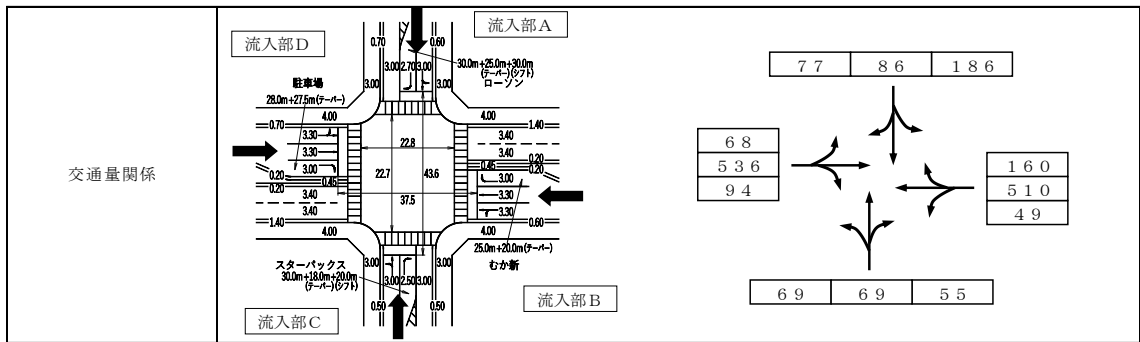 交通量関係
流入部D
流入部A
0.70
0.60
3.00
2.70
3.00
30.0m+25.0m+30.0m
(テーパー)(シフト)
ローソン
3.00
3.00
駐車場
28.0m+27.5m(テーパー)
4.00
4.00
0.70
1.40
3.30
3.40
3.30
22.8
3.40
3.00
0.20
0.45
0.20
0.45
3.00
0.20
0.20
22.7
43.6
3.40
37.5
3.30
3.40
3.30
1.40
0.60
4.00
4.00
25.0m+20.0m(テーパー)
スターバックス
むか新
30.0m+18.0m+20.0m
(テーパー)(シフト)
3.00
3.00
2.50
3.00
3.00
0.50
0.50
流入部B
流入部C
77 86 186
68
536
94
160
510
49
69 69 55